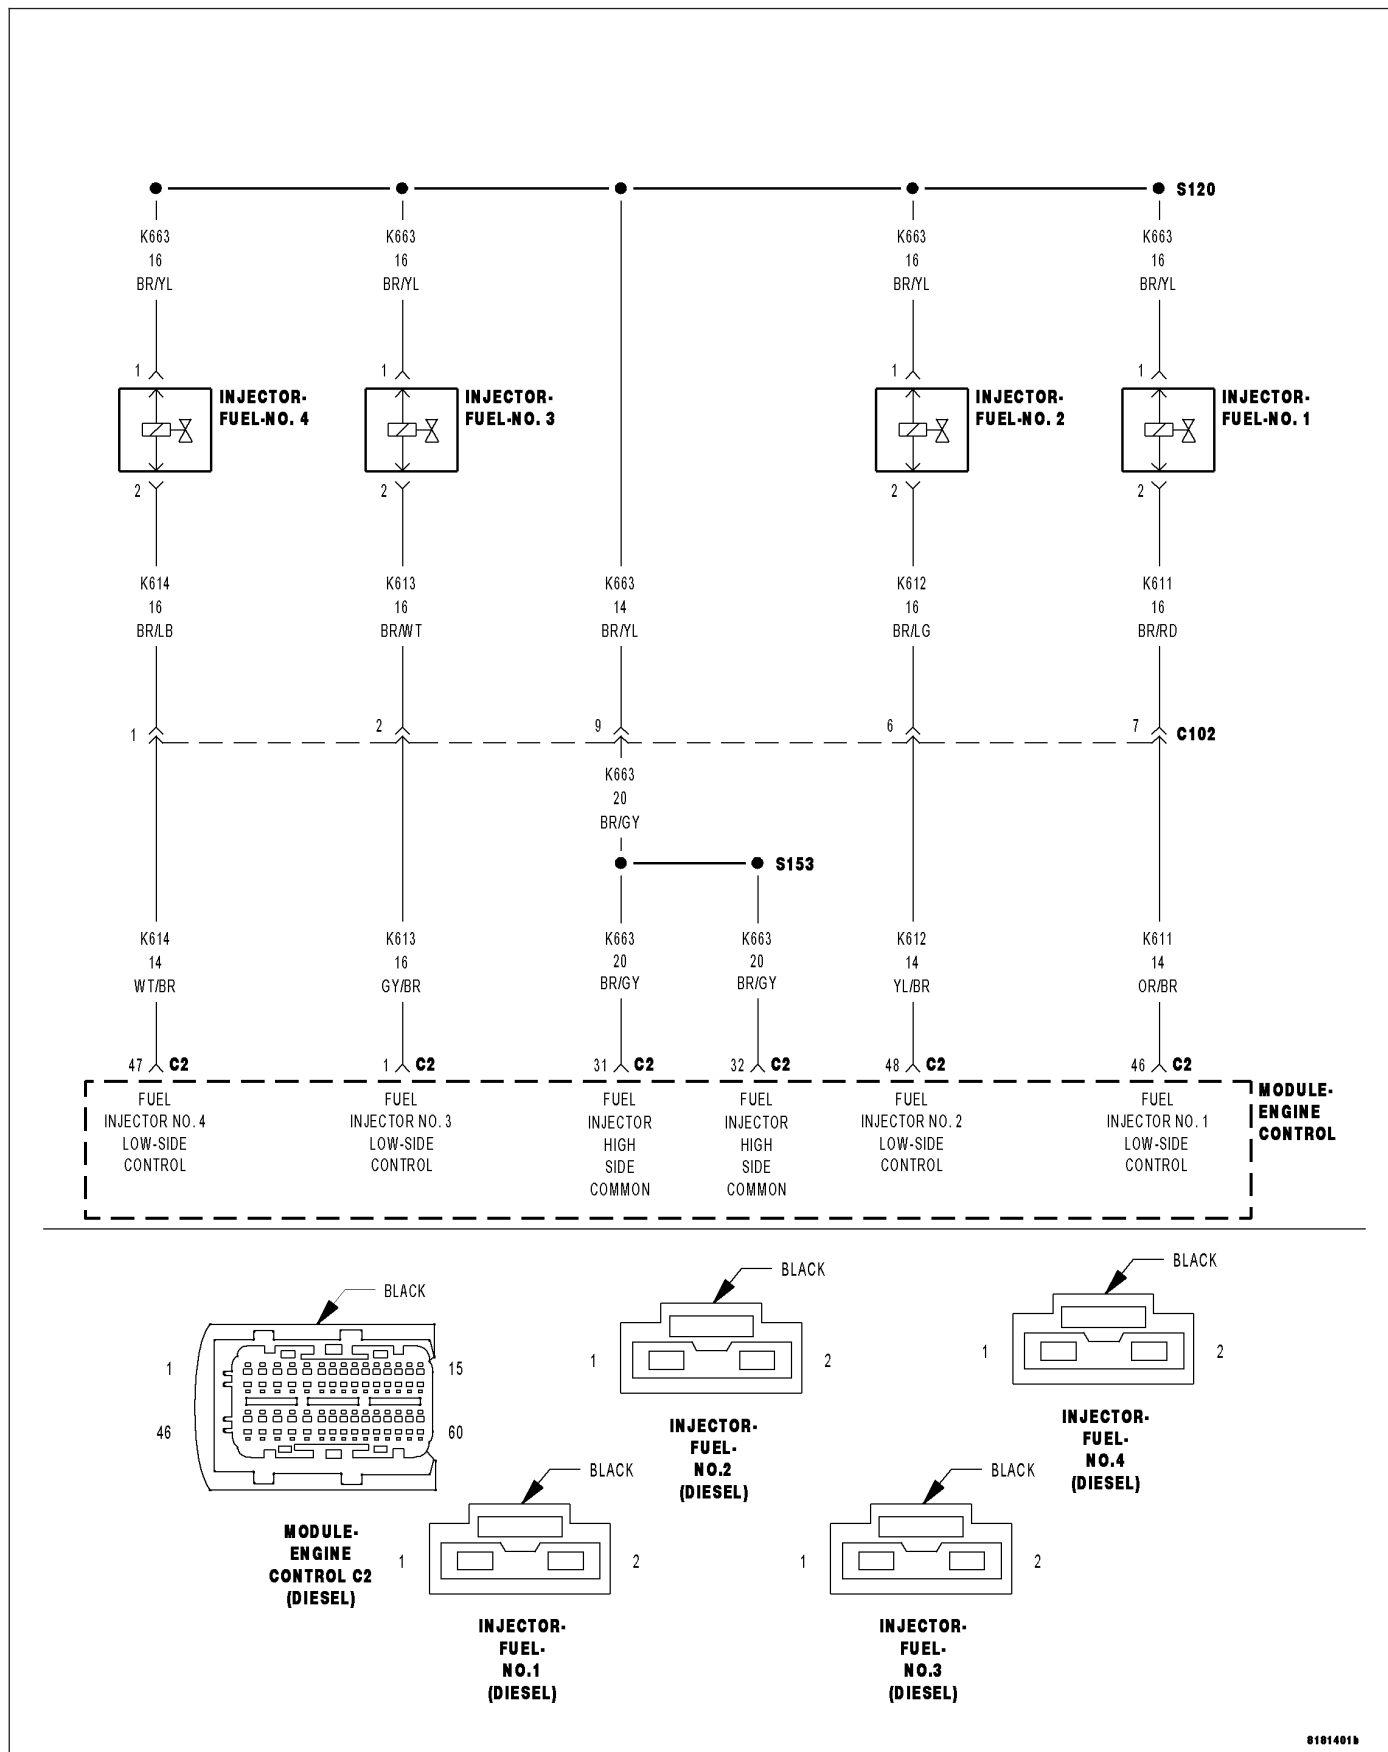 S120
K663 K663 K663 K663
16 16 16 16
BR/YL BR/YL BR/YL BR/YL
1 1 1 1
INJECTOR- INJECTOR- INJECTOR- INJECTOR-
FUEL-NO. 4 FUEL-NO. 3 FUEL-NO. 2 FUEL-NO. 1
2 2 2 2
K614 K613 K663 K612 K611
16 16 14 16 16
BR/LB BR/WT BR/YL BR/LG BR/RD
1 2 9 6 7 C102
K663
20
BR/GY
S153
K614 K613 K663 K663 K612 K611
14 16 20 20 14 14
WT/BR GY/BR BR/GY BR/GY YL/BR OR/BR
47 C2 1 C2 31 C2 32 C2 48 C2 46 C2
MODULE-
ENGINE
CONTROL
FUEL FUEL FUEL FUEL FUEL FUEL
INJECTOR NO. 4 INJECTOR NO. 3 INJECTOR INJECTOR INJECTOR NO. 2 INJECTOR NO. 1
LOW-SIDE LOW-SIDE HIGH HIGH LOW-SIDE LOW-SIDE
CONTROL CONTROL SIDE SIDE CONTROL CONTROL
COMMON COMMON
BLACK
1 15
46 60
MODULE-
ENGINE
CONTROL C2
(DIESEL)
BLACK
1 2
INJECTOR-
FUEL-
NO.2
(DIESEL)
BLACK
1 2
INJECTOR-
FUEL-
NO.4
(DIESEL)
BLACK
1 2
INJECTOR-
FUEL-
NO.1
(DIESEL)
BLACK
1 2
INJECTOR-
FUEL-
NO.3
(DIESEL)
8181401b